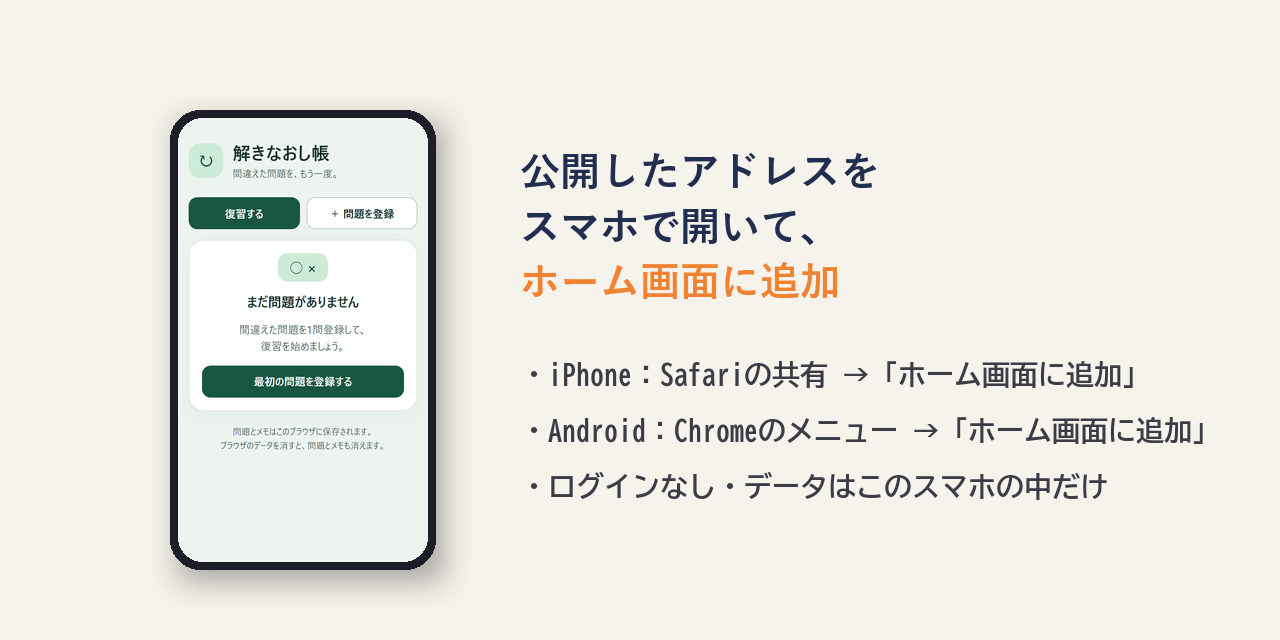 ↻
解きなおし帳
間違えた問題を、もう一度。
復習する
＋ 問題を登録
◯ ×
まだ問題がありません
間違えた問題を1問登録して、
復習を始めましょう。
最初の問題を登録する
問題とメモはこのブラウザに保存されます。
ブラウザのデータを消すと、問題とメモも消えます。
公開したアドレスを
スマホで開いて、
ホーム画面に追加
・iPhone：Safariの共有 →「ホーム画面に追加」
・Android：Chromeのメニュー →「ホーム画面に追加」
・ログインなし・データはこのスマホの中だけ